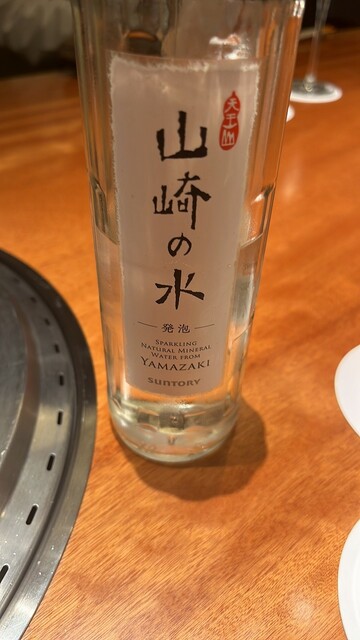 天王山
山崎の水
発泡
SPARKLING
NATURAL MINERAL
WATER FROM
YAMAZAKI
SUNTORY